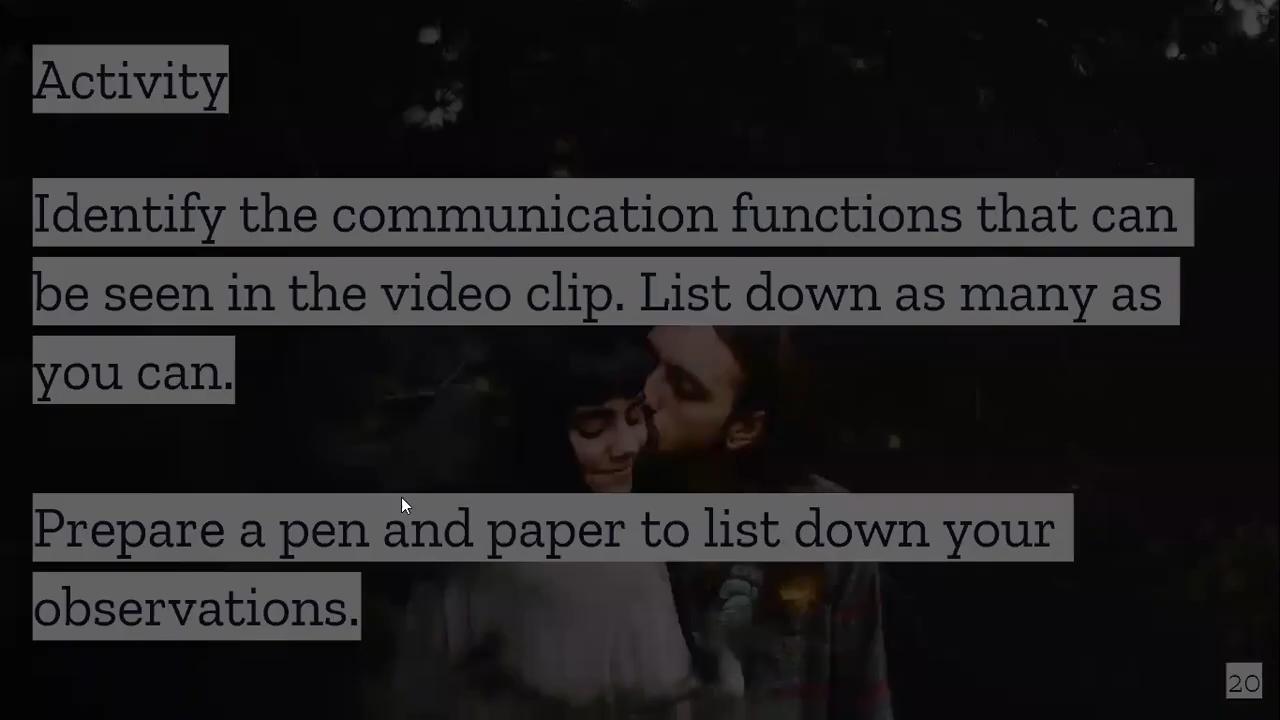 Activity
Identify the communication functions that can
be seen in the video clip. List down as many as
you can.
Prepare a pen and paper to list down your
observations.
20